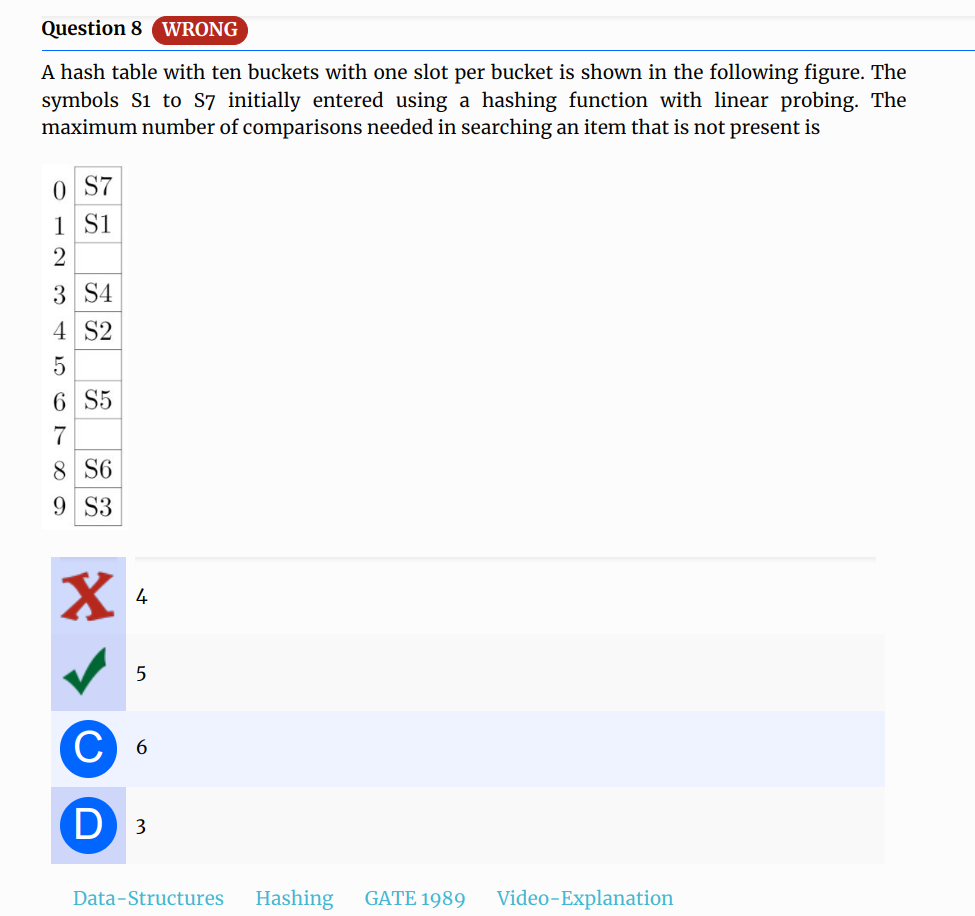 Question 8 WRONG
A hash table with ten buckets with one slot per bucket is shown in the following figure. The
symbols S1 to S7 initially entered using a hashing function with linear probing. The
maximum number of comparisons needed in searching an item that is not present is
0 S7
1 S1
2
3 S4
4 S2
5
6 S5
7
8 S6
9 S3
4
5
C 6
D 3
Data-Structures Hashing GATE 1989 Video-Explanation